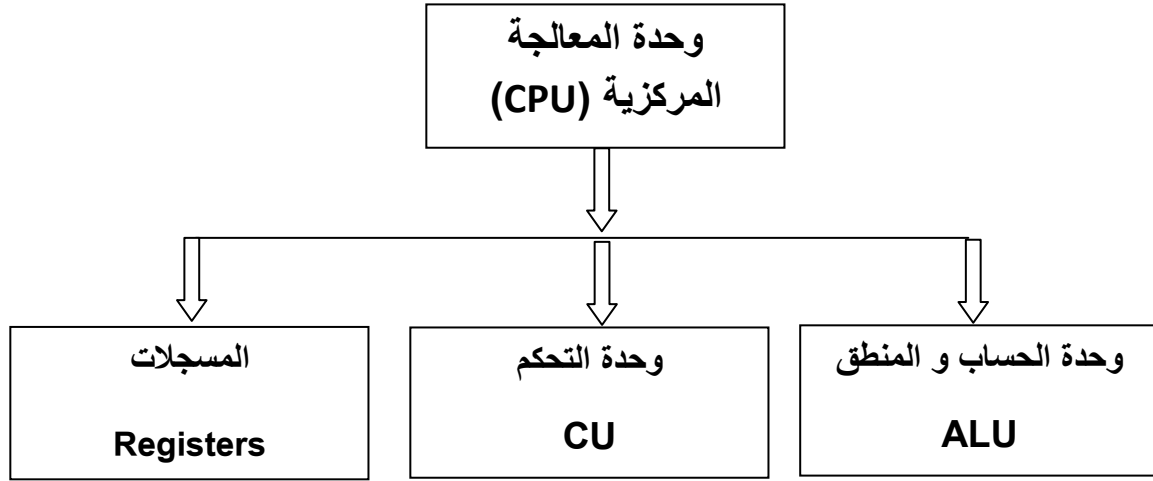 وحدة المعالجة
المركزية (CPU)
وحدة الحساب و المنطق
ALU
وحدة التحكم
CU
المسجلات
Registers